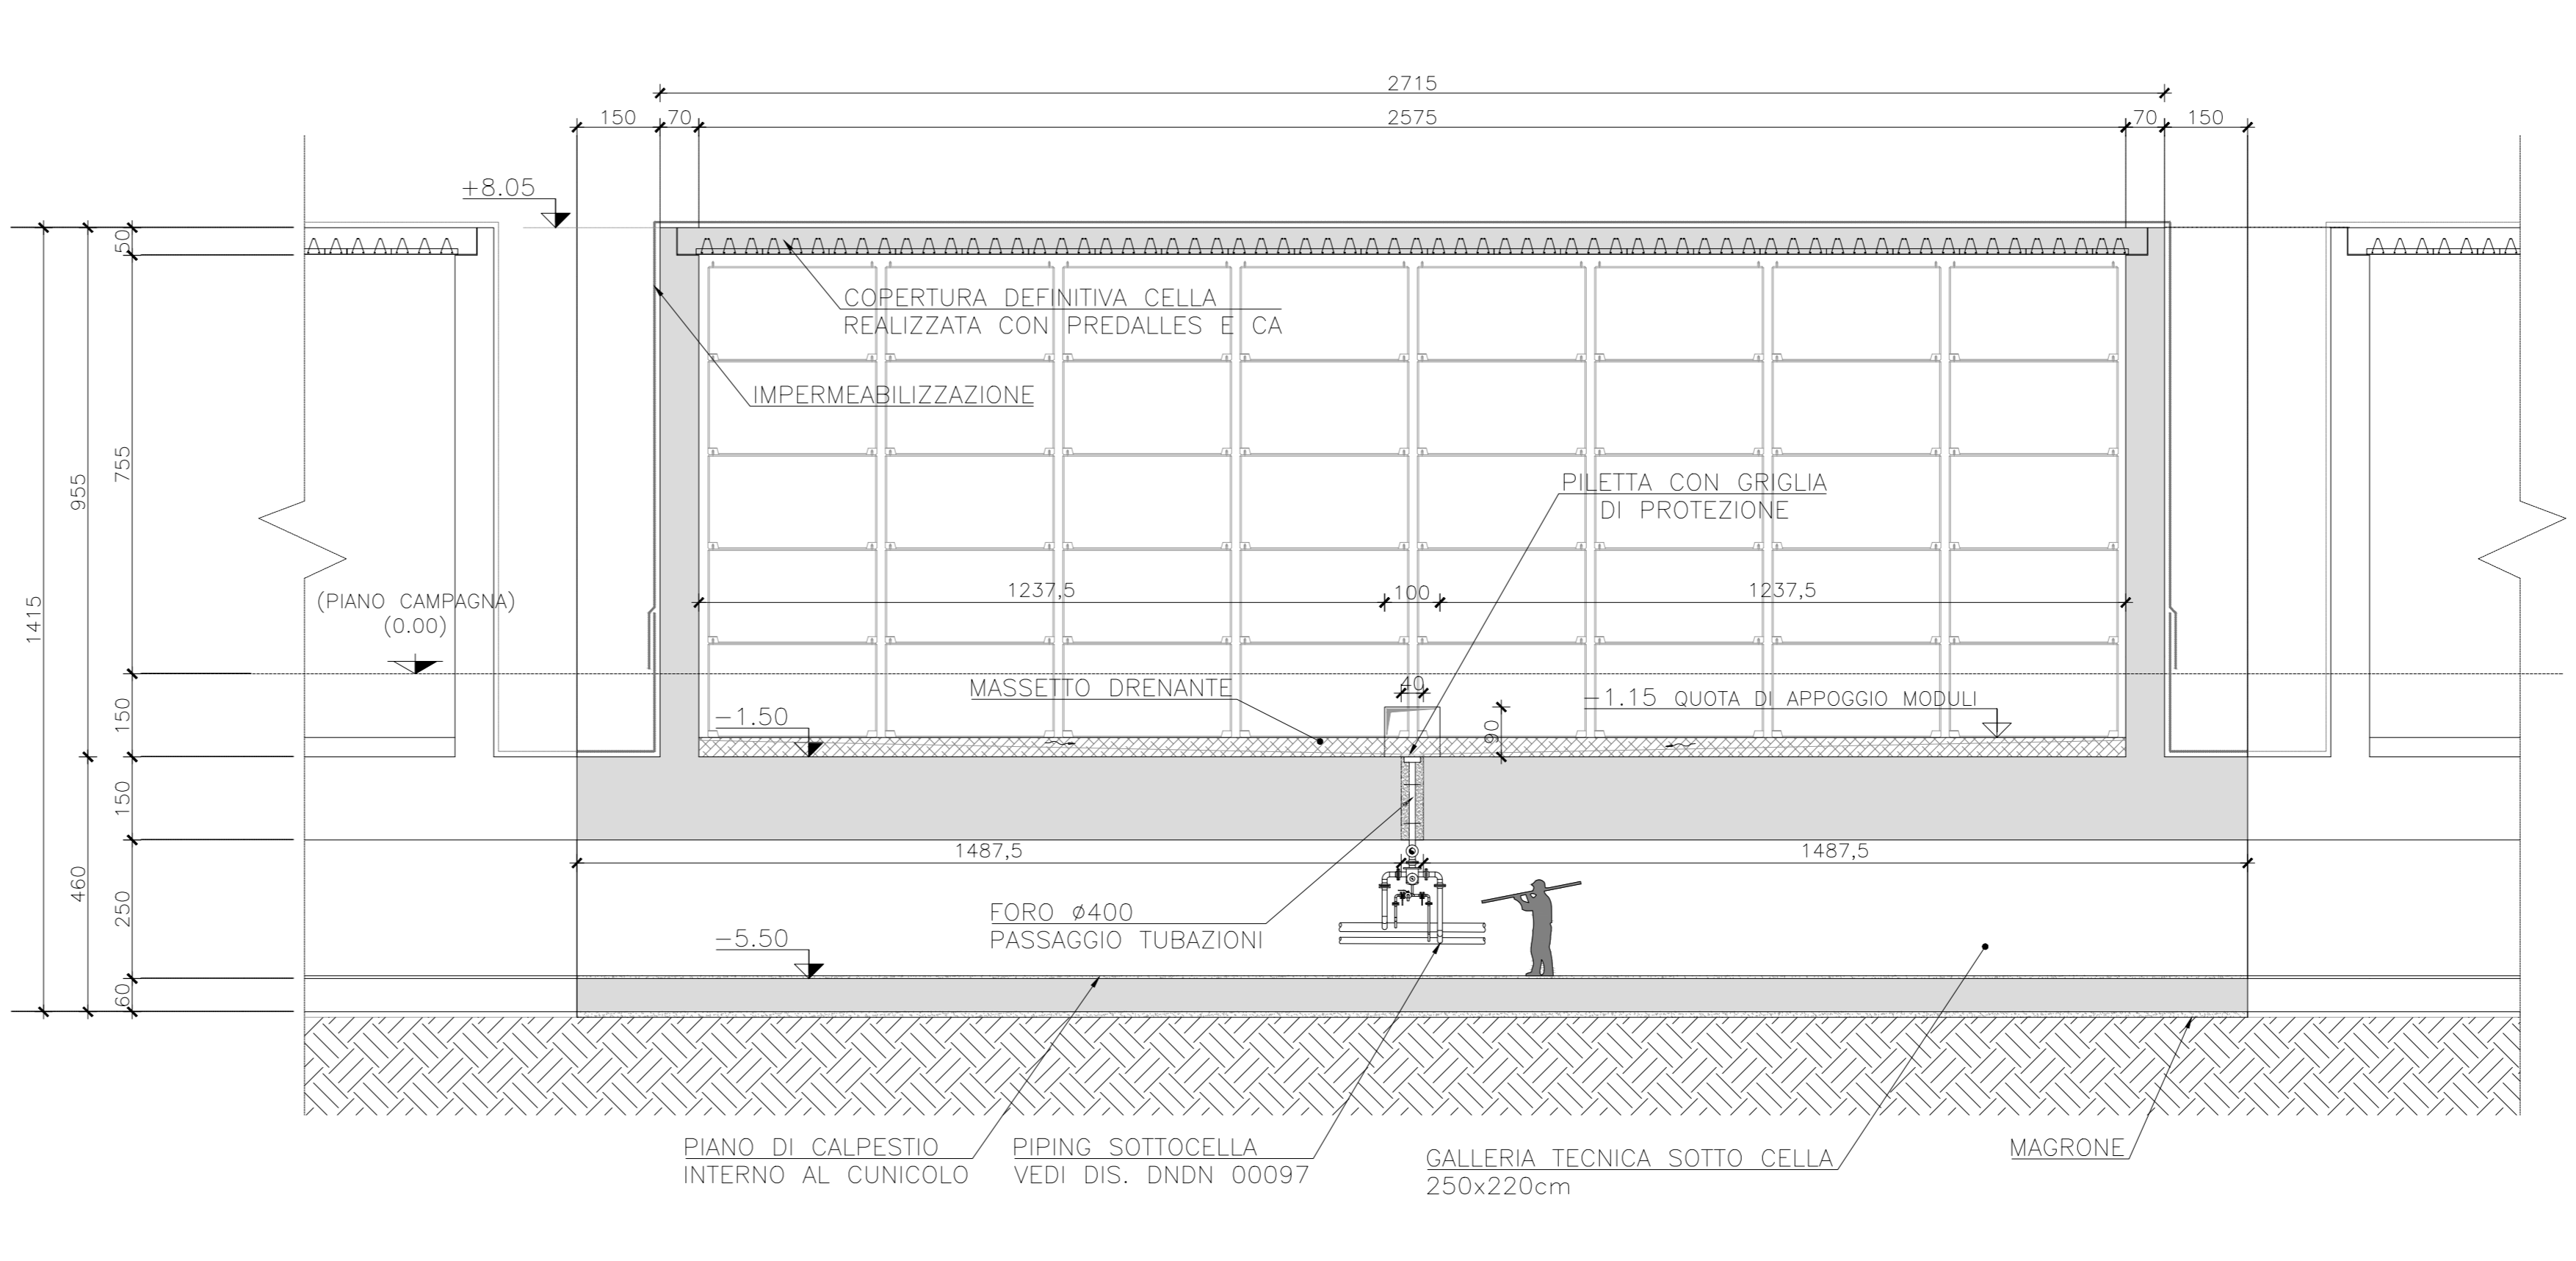 2715
150 70 2575 70 150
+8.05
50
COPERTURA DEFINITIVA CELLA
REALIZZATA CON PREDALLES E CA
IMPERMEABILIZZAZIONE
755
955
1415
PILETTA CON GRIGLIA
DI PROTEZIONE
1237,5 100 1237,5
(PIANO CAMPAGNA)
(0.00)
MASSETTO DRENANTE
40
-1.15 QUOTA DI APPOGGIO MODULI
-1.50
90
150
150
1487,5 1487,5
460
250
FORO ø400
PASSAGGIO TUBAZIONI
-5.50
60
PIANO DI CALPESTIO
INTERNO AL CUNICOLO
PIPING SOTTOCELLA
VEDI DIS. DNDN 00097
GALLERIA TECNICA SOTTO CELLA
250x220cm
MAGRONE